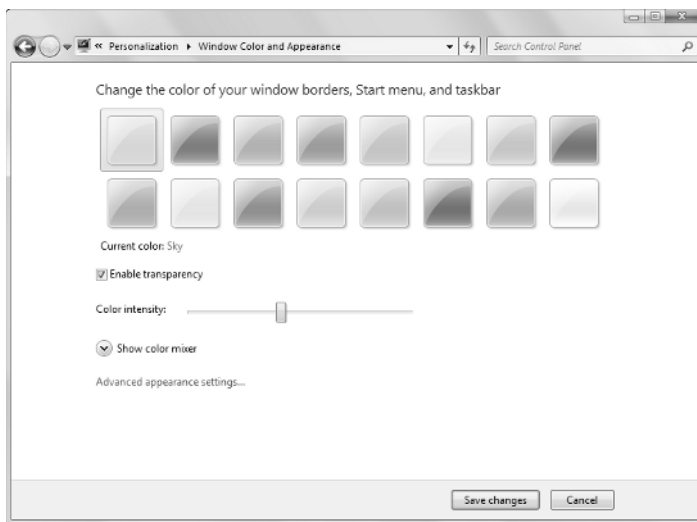 « Personalization ▸ Window Color and Appearance
Search Control Panel
Change the color of your window borders, Start menu, and taskbar
Current color: Sky
Enable transparency
Color intensity:
Show color mixer
Advanced appearance settings...
Save changes Cancel